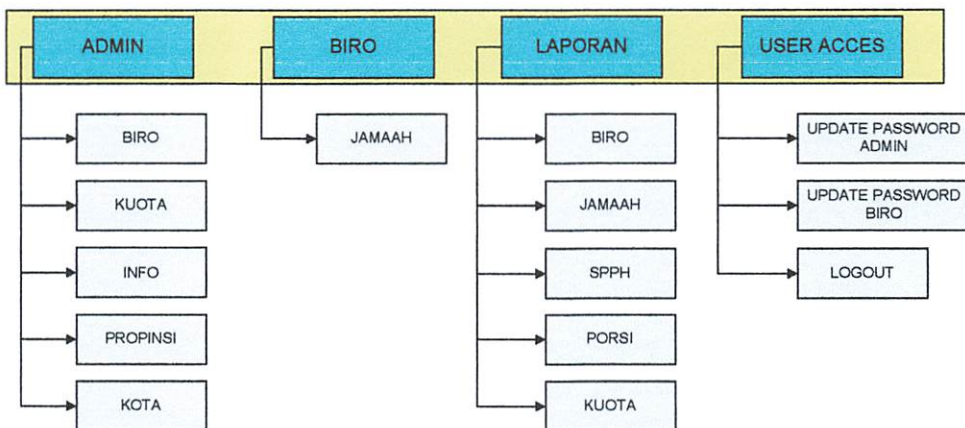 ADMIN
BIRO
LAPORAN
USER ACCES
BIRO
KUOTA
INFO
PROPINSI
KOTA
JAMAAH
BIRO
JAMAAH
SPPH
PORSI
KUOTA
UPDATE PASSWORD
ADMIN
UPDATE PASSWORD
BIRO
LOGOUT